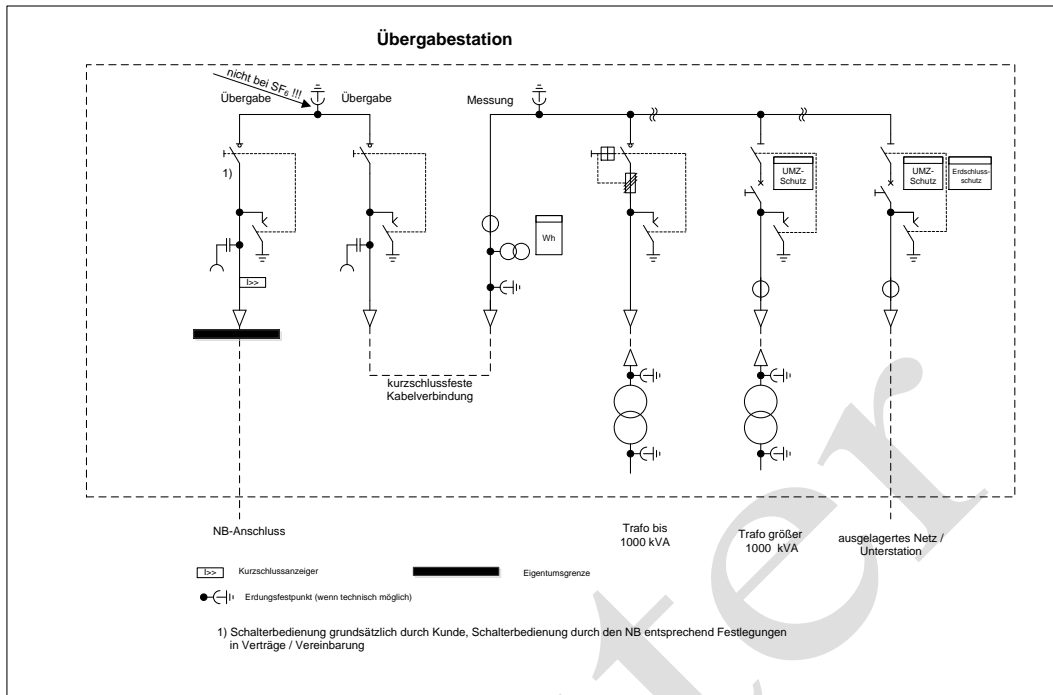 Übergabestation
nicht bei SF₆ !!!
Übergabe
Übergabe
Messung
1)
UMZ-
Schutz
UMZ-
Schutz
Erdschluss-
schutz
Wh
I>>
kurzschlussfeste
Kabelverbindung
NB-Anschluss
Trafo bis
1000 kVA
Trafo größer
1000 kVA
ausgelagertes Netz /
Unterstation
I>> Kurzschlussanzeiger
Eigentumsgrenze
Erdungsfestpunkt (wenn technisch möglich)
1) Schalterbedienung grundsätzlich durch Kunde, Schalterbedienung durch den NB entsprechend Festlegungen
in Verträge / Vereinbarung
ter